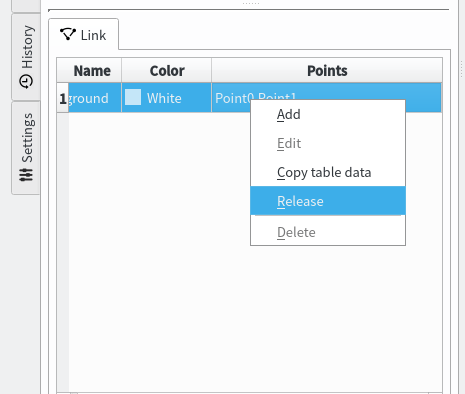 History
Settings
Link
Name Color Points
1 ground White Point0 Point1
Add
Edit
Copy table data
Release
Delete